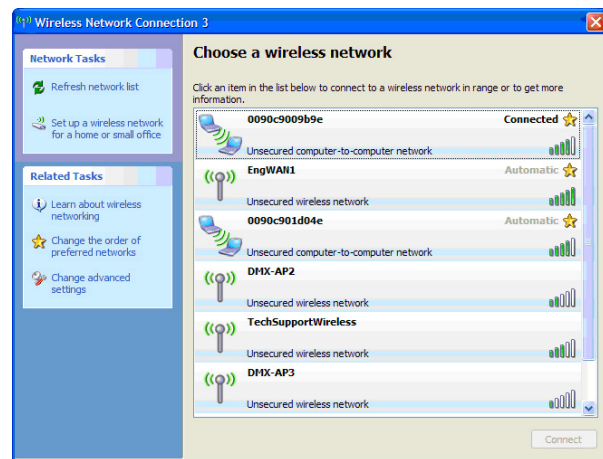 Wireless Network Connection 3
Network Tasks
Refresh network list
Set up a wireless network
for a home or small office
Related Tasks
Learn about wireless
networking
Change the order of
preferred networks
Change advanced
settings
Choose a wireless network
Click an item in the list below to connect to a wireless network in range or to get more
information.
0090c9009b9e Connected
Unsecured computer-to-computer network
EngWAN1 Automatic
Unsecured wireless network
0090c901d04e Automatic
Unsecured computer-to-computer network
DMX-AP2
Unsecured wireless network
TechSupportWireless
Unsecured wireless network
DMX-AP3
Unsecured wireless network
Connect